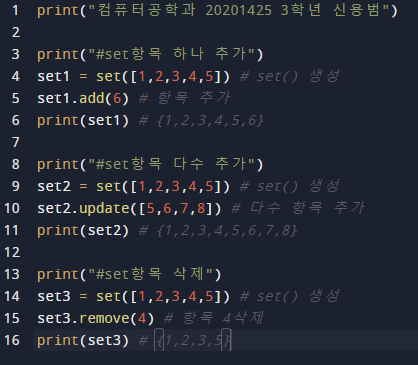 1 print("컴퓨터공학과 20201425 3학년 신용범")
2
3 print("#set항목 하나 추가")
4 set1 = set([1,2,3,4,5]) # set() 생성
5 set1.add(6) # 항목 추가
6 print(set1) # {1,2,3,4,5,6}
7
8 print("#set항목 다수 추가")
9 set2 = set([1,2,3,4,5]) # set() 생성
10 set2.update([5,6,7,8]) # 다수 항목 추가
11 print(set2) # {1,2,3,4,5,6,7,8}
12
13 print("#set항목 삭제")
14 set3 = set([1,2,3,4,5]) # set() 생성
15 set3.remove(4) # 항목 4삭제
16 print(set3) # {1,2,3,5}